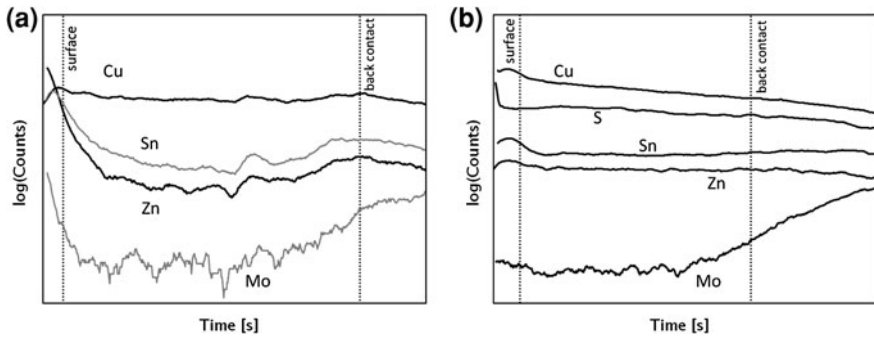 (a)
surface
Cu
back contact
Sn
Zn
Mo
log(Counts)
Time [s]
(b)
surface
Cu
back contact
S
Sn
Zn
Mo
log(Counts)
Time [s]